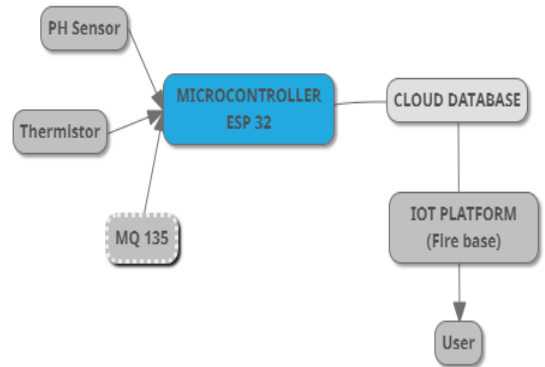 PH Sensor
MICROCONTROLLER
ESP 32
CLOUD DATABASE
Thermistor
MQ 135
IOT PLATFORM
(Fire base)
User